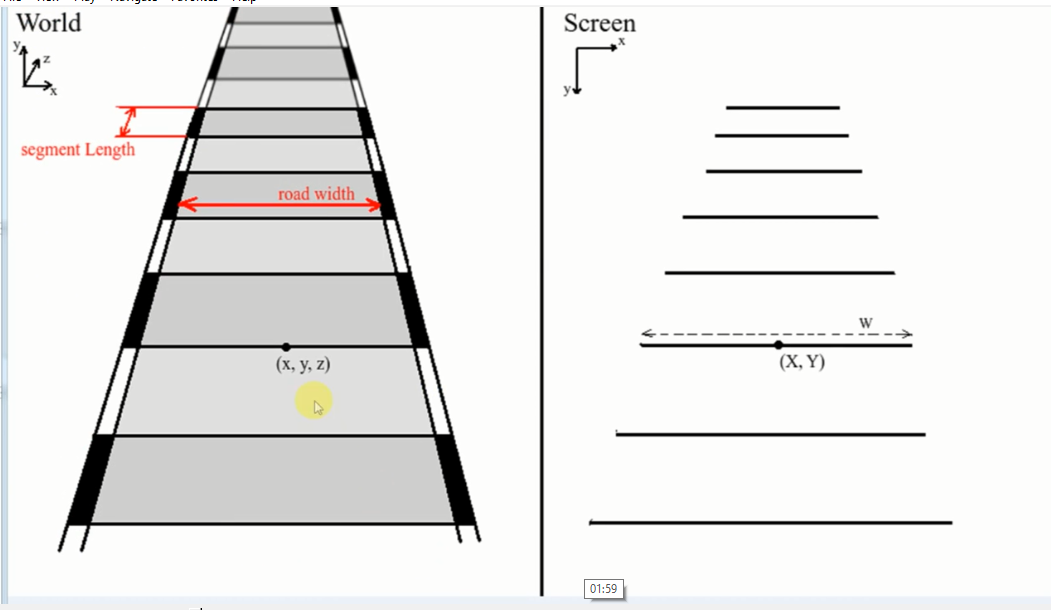 World
y
z
x
segment Length
road width
(x, y, z)
Screen
x
y
W
(X, Y)
01:59